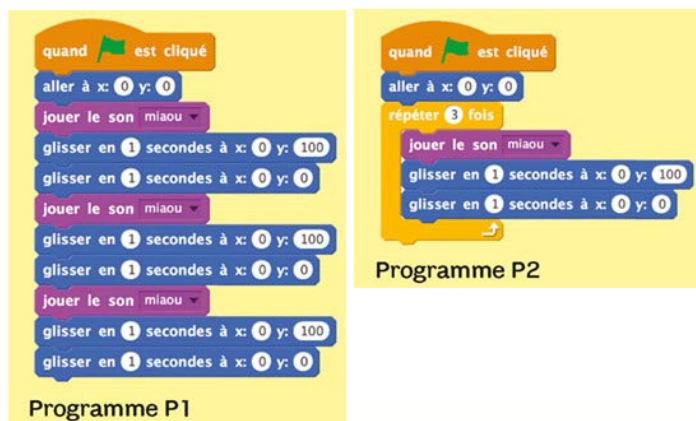 quand est cliqué
aller à x: 0 y: 0
jouer le son miaou
glisser en 1 secondes à x: 0 y: 100
glisser en 1 secondes à x: 0 y: 0
jouer le son miaou
glisser en 1 secondes à x: 0 y: 100
glisser en 1 secondes à x: 0 y: 0
jouer le son miaou
glisser en 1 secondes à x: 0 y: 100
glisser en 1 secondes à x: 0 y: 0
Programme P1
quand est cliqué
aller à x: 0 y: 0
répéter 3 fois
jouer le son miaou
glisser en 1 secondes à x: 0 y: 100
glisser en 1 secondes à x: 0 y: 0
Programme P2